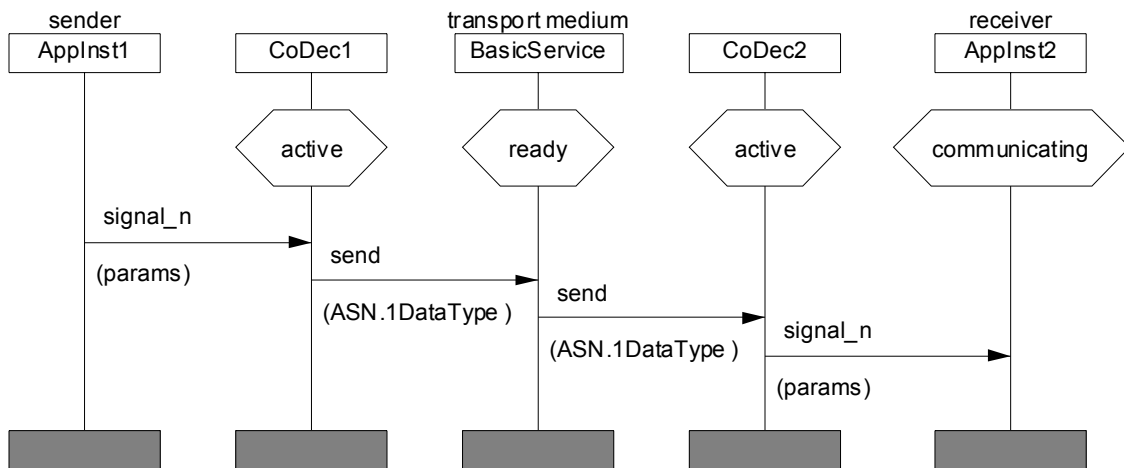 sender transport medium receiver
AppInst1 CoDec1 BasicService CoDec2 AppInst2
active ready active communicating
signal_n
(params)
send
(ASN.1DataType )
send
(ASN.1DataType )
signal_n
(params)